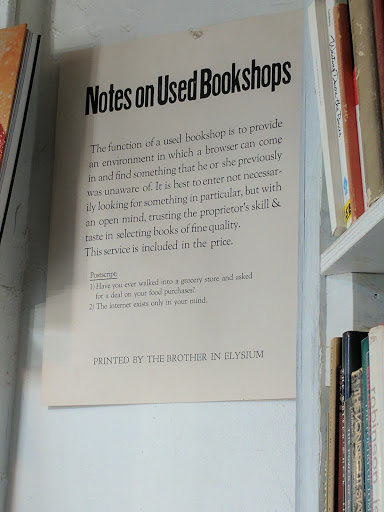 Notes on Used Bookshops
The function of a used bookshop is to provide
an environment in which a browser can come
in and find something that he or she previously
was unaware of. It is best to enter not necessar-
ily looking for something in particular, but with
an open mind, trusting the proprietor's skill &
taste in selecting books of fine quality.
This service is included in the price.
Postscript:
1) Have you ever walked into a grocery store and asked
for a deal on your food purchases?
2) The internet exists only in your mind.
PRINTED BY THE BROTHER IN ELYSIUM